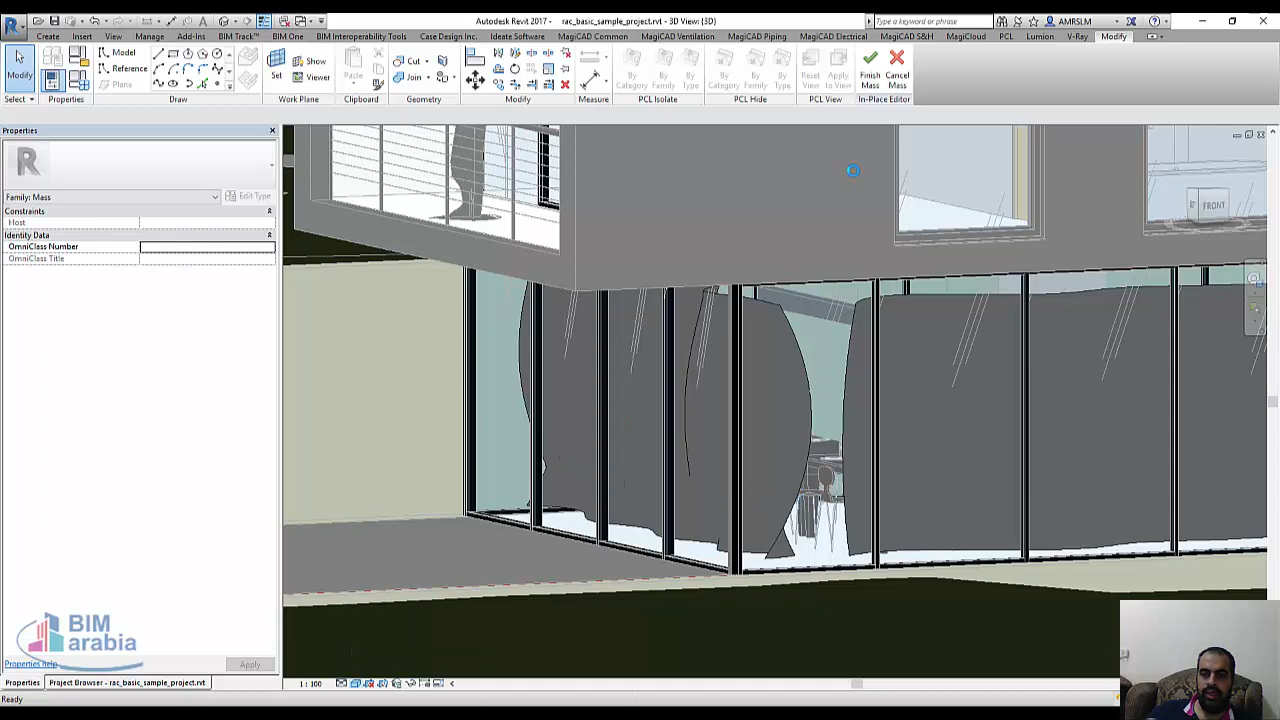 Autodesk Revit 2017 - rac_basic_sample_project.rvt - 3D View: {3D}
Type a keyword or phrase
AMRSLM
Create Insert View Manage Add-Ins BIM Track™ BIM One BIM Interoperability Tools Case Design Inc. Ideate Software MagiCAD Common MagiCAD Ventilation MagiCAD Piping MagiCAD Electrical MagiCAD S&H MagiCloud PCL Lumion V-Ray Modify
Modify
Model
Reference
Plane
Set
Show
Viewer
Paste
Cut
Join
By Category
By Family
By Type
By Category
By Family
By Type
Reset View
Apply to View
Finish Mass
Cancel Mass
Select Properties Draw Work Plane Clipboard Geometry Modify Measure PCL Isolate PCL Hide PCL View In-Place Editor
Properties
R
Family: Mass
Edit Type
Constraints
Host
Identity Data
OmniClass Number
OmniClass Title
FRONT
BIM
arabia
Properties help
Apply
Properties
Project Browser - rac_basic_sample_project.rvt
1 : 100
Ready